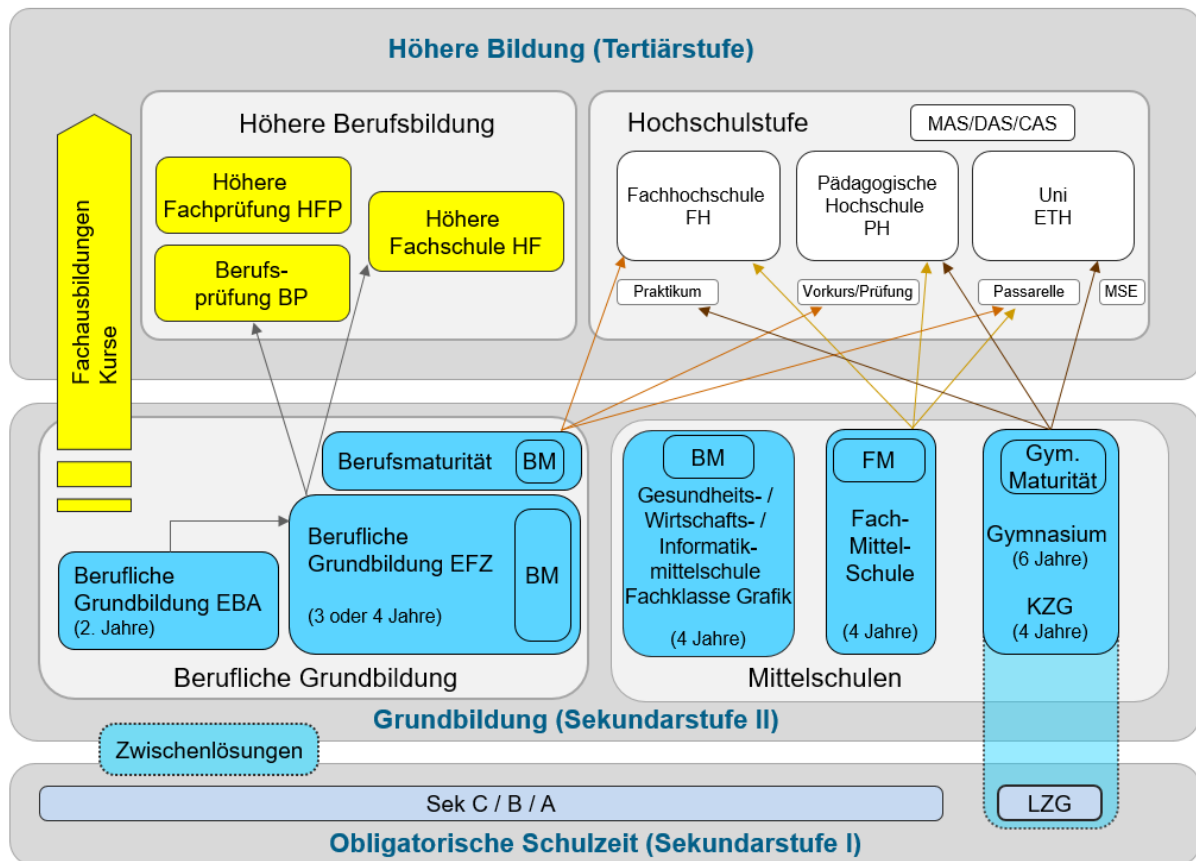 Höhere Bildung (Tertiärstufe)
Fachausbildungen
Kurse
Höhere Berufsbildung
Höhere
Fachprüfung HFP
Höhere
Fachschule HF
Berufs-
prüfung BP
Hochschulstufe
MAS/DAS/CAS
Fachhochschule
FH
Pädagogische
Hochschule
PH
Uni
ETH
Praktikum
Vorkurs/Prüfung
Passarelle
MSE
Berufsmaturität
BM
Berufliche
Grundbildung EFZ
(3 oder 4 Jahre)
BM
Berufliche
Grundbildung EBA
(2. Jahre)
Berufliche Grundbildung
BM
Gesundheits- /
Wirtschafts- /
Informatik-
mittelschule
Fachklasse Grafik
(4 Jahre)
FM
Fach-
Mittel-
Schule
(4 Jahre)
Gym.
Maturität
Gymnasium
(6 Jahre)
KZG
(4 Jahre)
Mittelschulen
Grundbildung (Sekundarstufe II)
Zwischenlösungen
Sek C / B / A
LZG
Obligatorische Schulzeit (Sekundarstufe I)